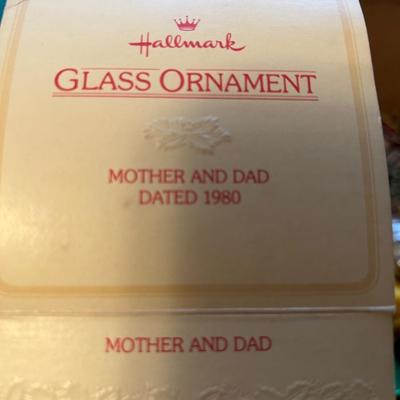 Hallmark
GLASS ORNAMENT
MOTHER AND DAD
DATED 1980
MOTHER AND DAD